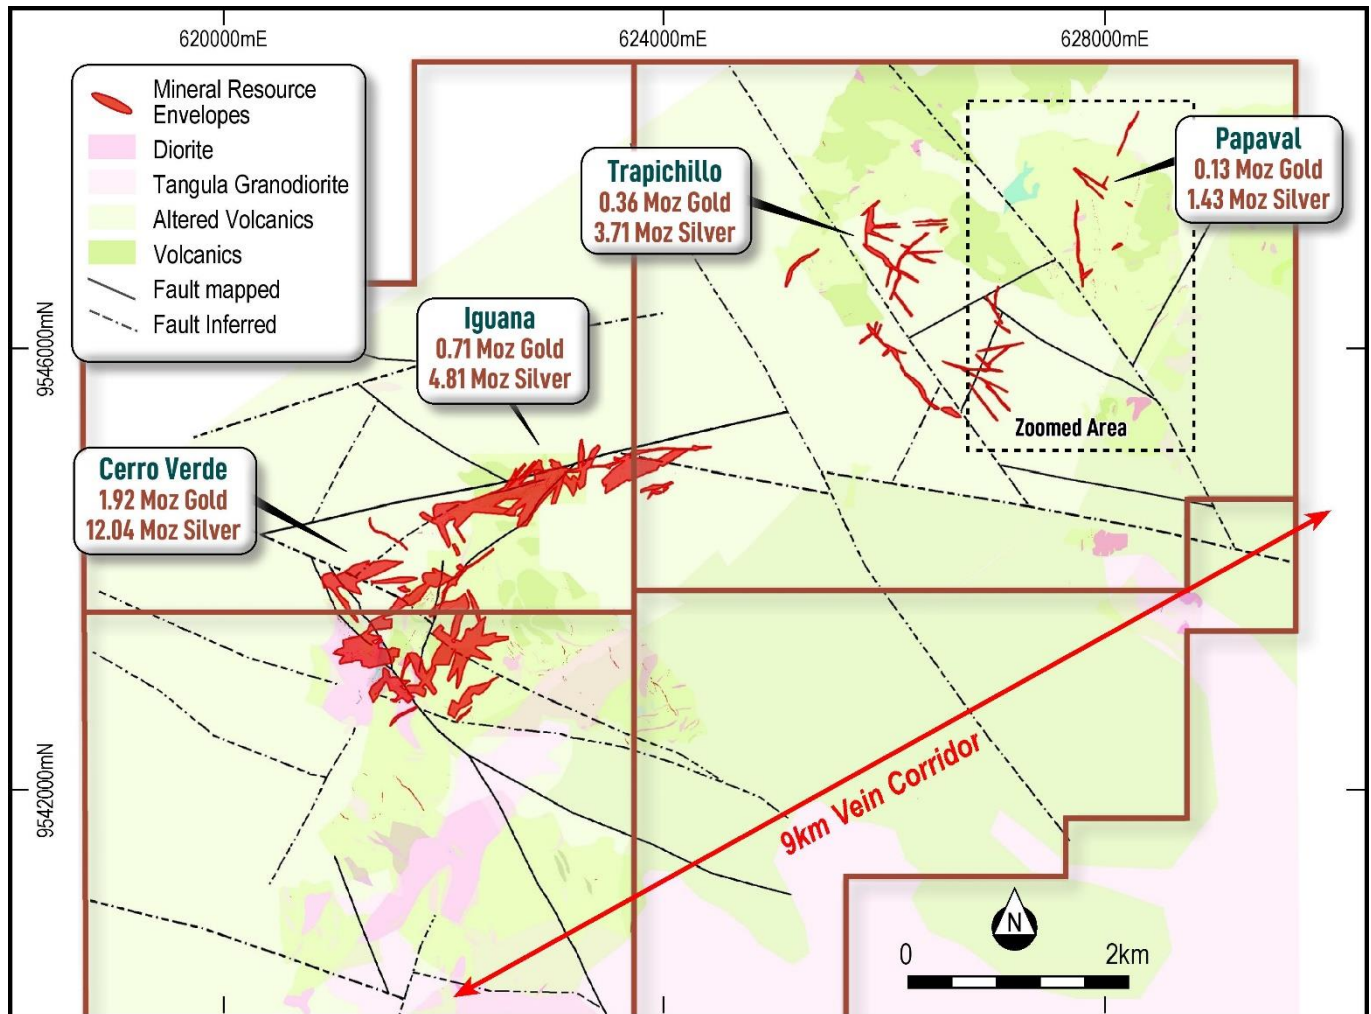 620000mE
624000mE
628000mE
Mineral Resource
Envelopes
Diorite
Tangula Granodiorite
Altered Volcanics
Volcanics
Fault mapped
Fault Inferred
Papaval
0.13 Moz Gold
1.43 Moz Silver
Trapichillo
0.36 Moz Gold
3.71 Moz Silver
Iguana
0.71 Moz Gold
4.81 Moz Silver
9546000mN
Zoomed Area
Cerro Verde
1.92 Moz Gold
12.04 Moz Silver
9542000mN
9km Vein Corridor
N
0
2km